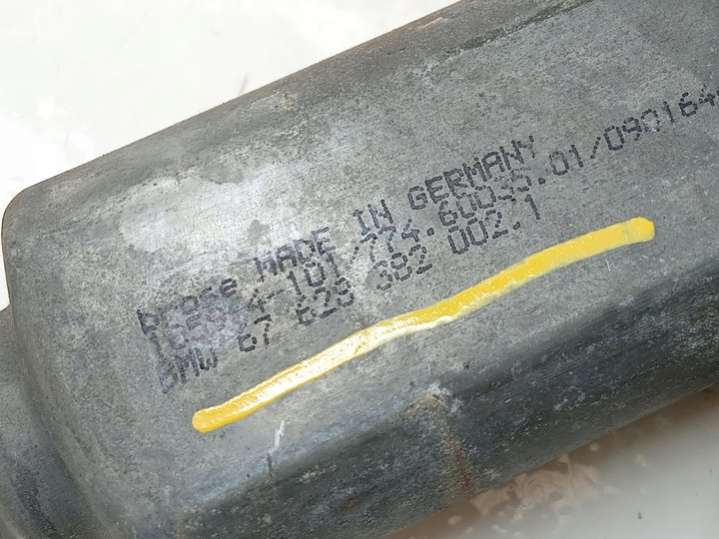 brose MADE IN GERMANY
101/774.60035.01/090164
BMW 67 628 382 002.1